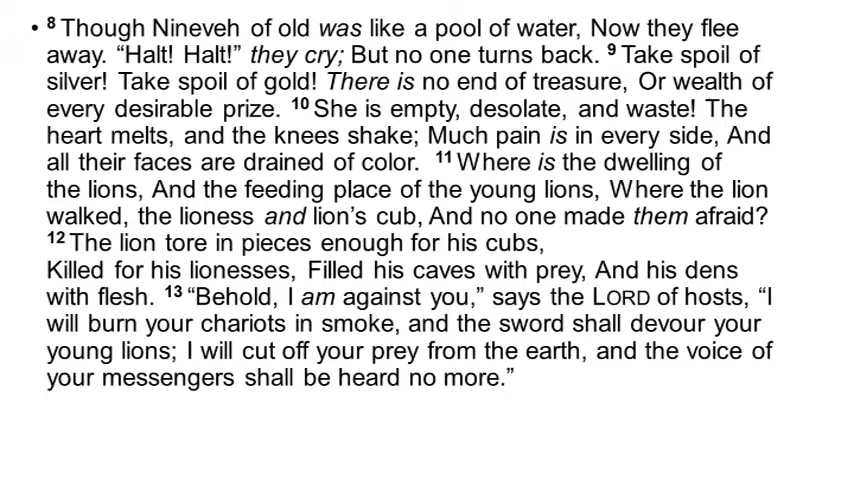 • 8 Though Nineveh of old was like a pool of water, Now they flee
away. “Halt! Halt!” they cry; But no one turns back. 9 Take spoil of
silver! Take spoil of gold! There is no end of treasure, Or wealth of
every desirable prize. 10 She is empty, desolate, and waste! The
heart melts, and the knees shake; Much pain is in every side, And
all their faces are drained of color. 11 Where is the dwelling of
the lions, And the feeding place of the young lions, Where the lion
walked, the lioness and lion’s cub, And no one made them afraid?
12 The lion tore in pieces enough for his cubs,
Killed for his lionesses, Filled his caves with prey, And his dens
with flesh. 13 “Behold, I am against you,” says the LORD of hosts, “I
will burn your chariots in smoke, and the sword shall devour your
young lions; I will cut off your prey from the earth, and the voice of
your messengers shall be heard no more.”